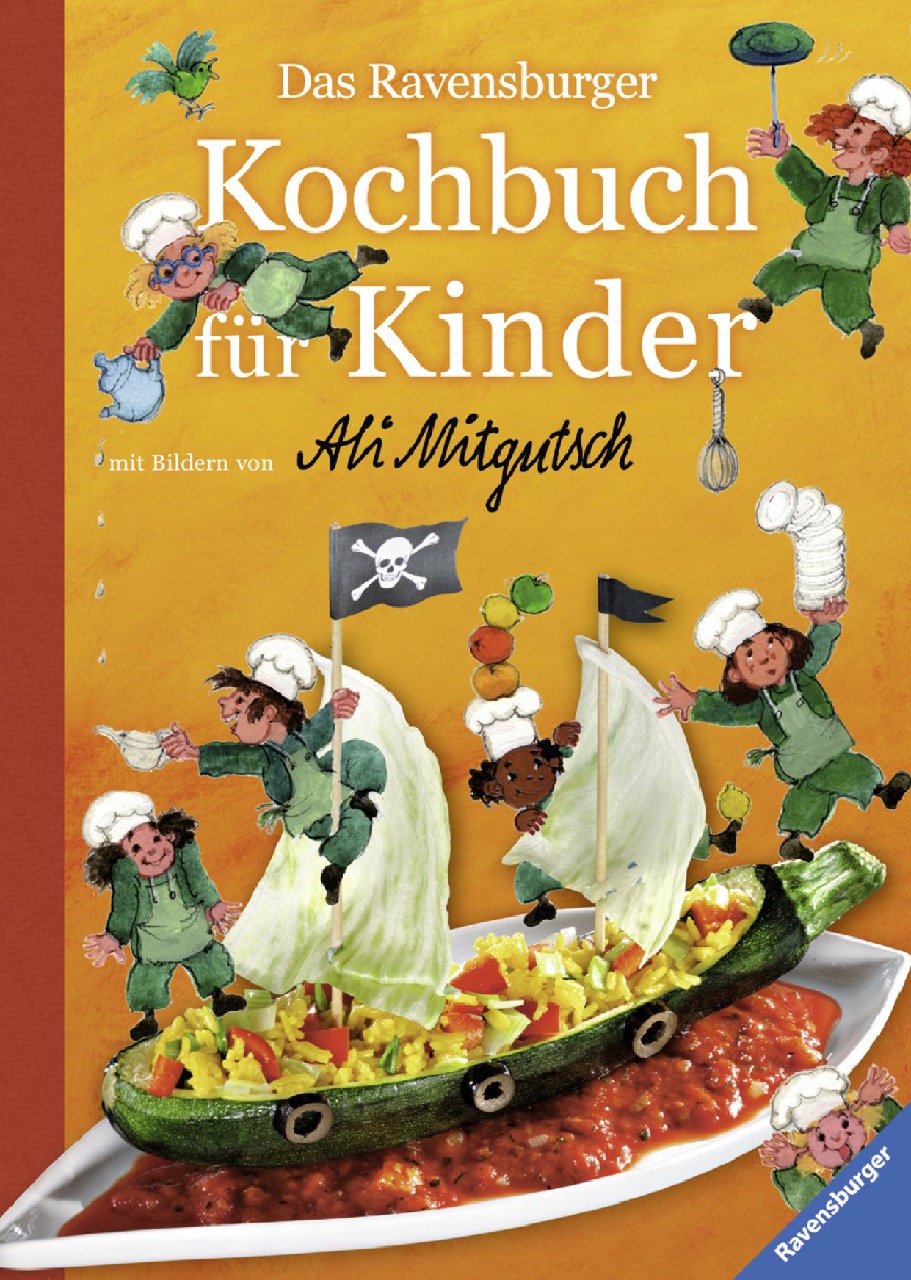 Das Ravensburger
Kochbuch
für Kinder
mit Bildern von Ali Mitgutsch
Ravensburger